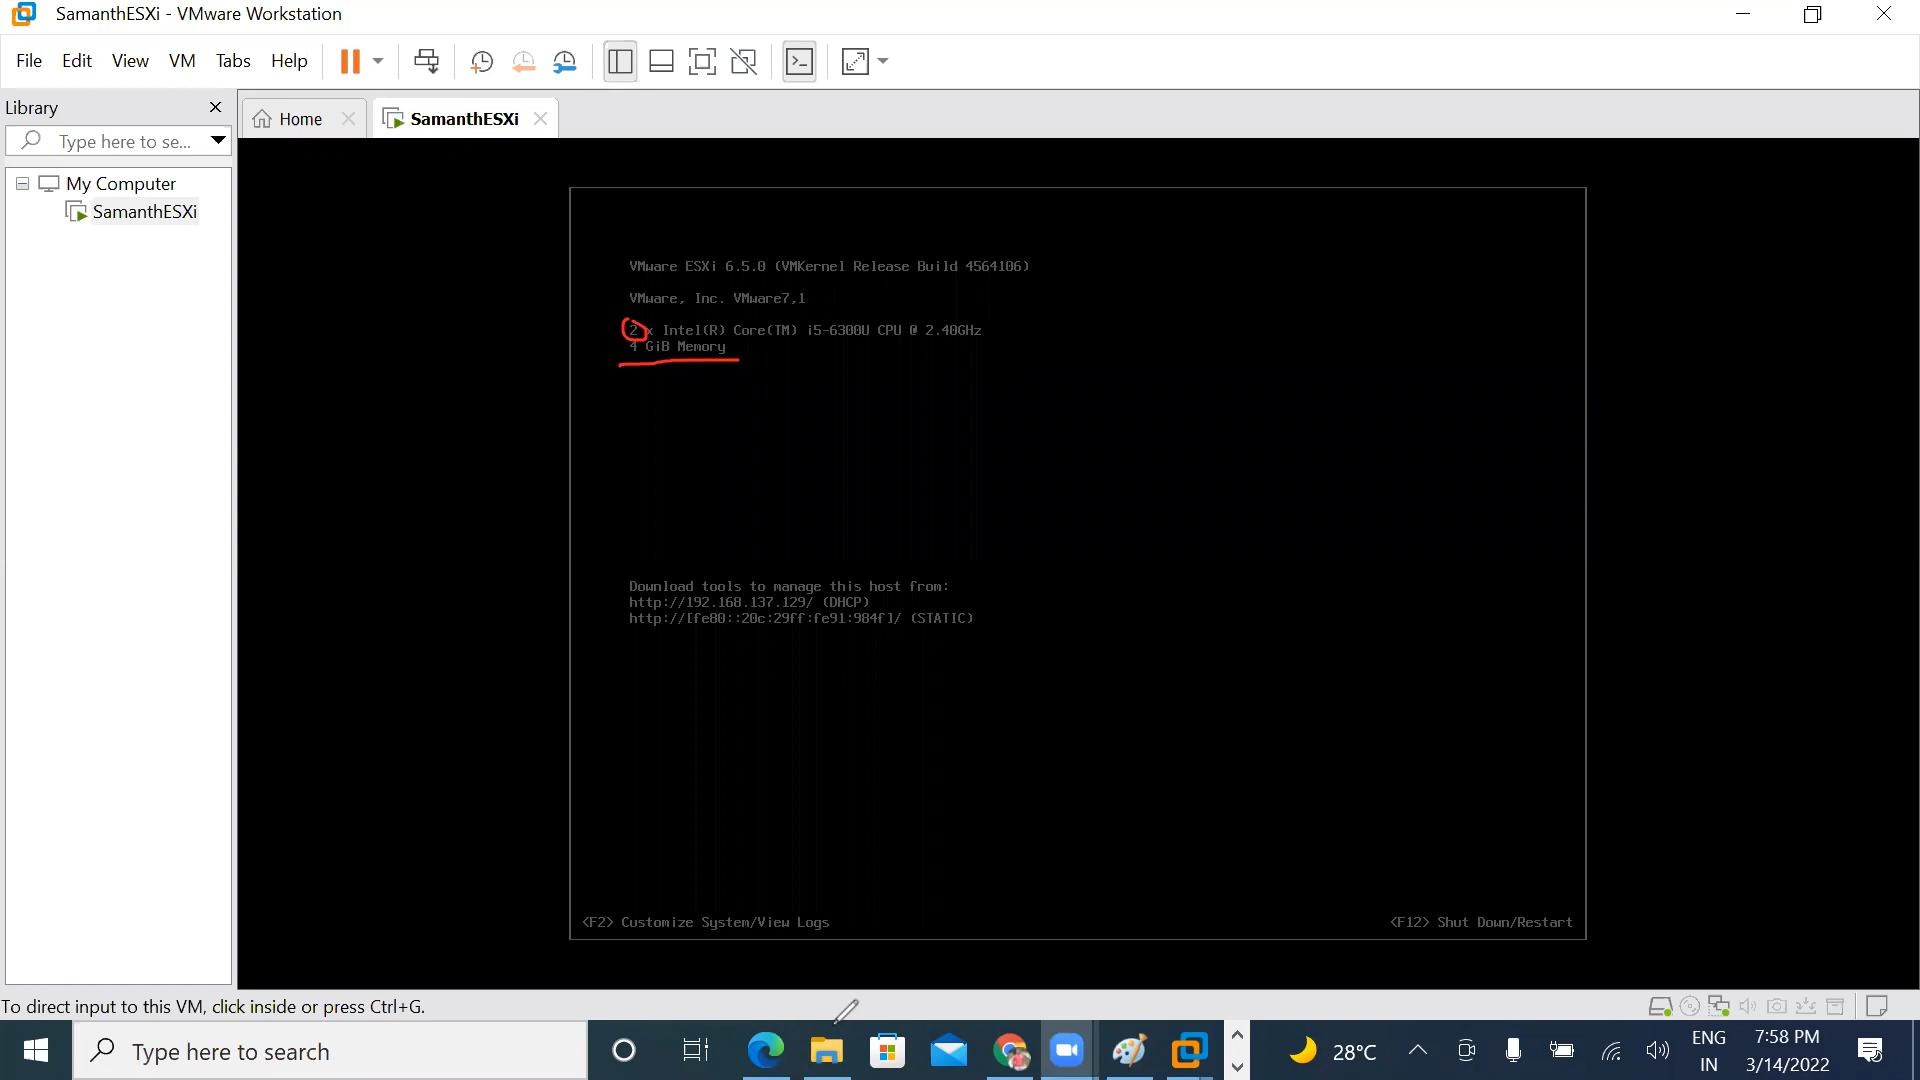 SamanthESXi - VMware Workstation
File Edit View VM Tabs Help
Library
Type here to se...
Home
SamanthESXi
My Computer
SamanthESXi
VMware ESXi 6.5.0 (VMKernel Release Build 4564106)
VMware, Inc. VMware7,1
2 x Intel(R) Core(TM) i5-6300U CPU @ 2.40GHz
4 GiB Memory
Download tools to manage this host from:
http://192.168.137.129/ (DHCP)
http://[fe80::20c:29ff:fe91:984f]/ (STATIC)
<F2> Customize System/View Logs
<F12> Shut Down/Restart
To direct input to this VM, click inside or press Ctrl+G.
Type here to search
28°C
ENG
IN
7:58 PM
3/14/2022